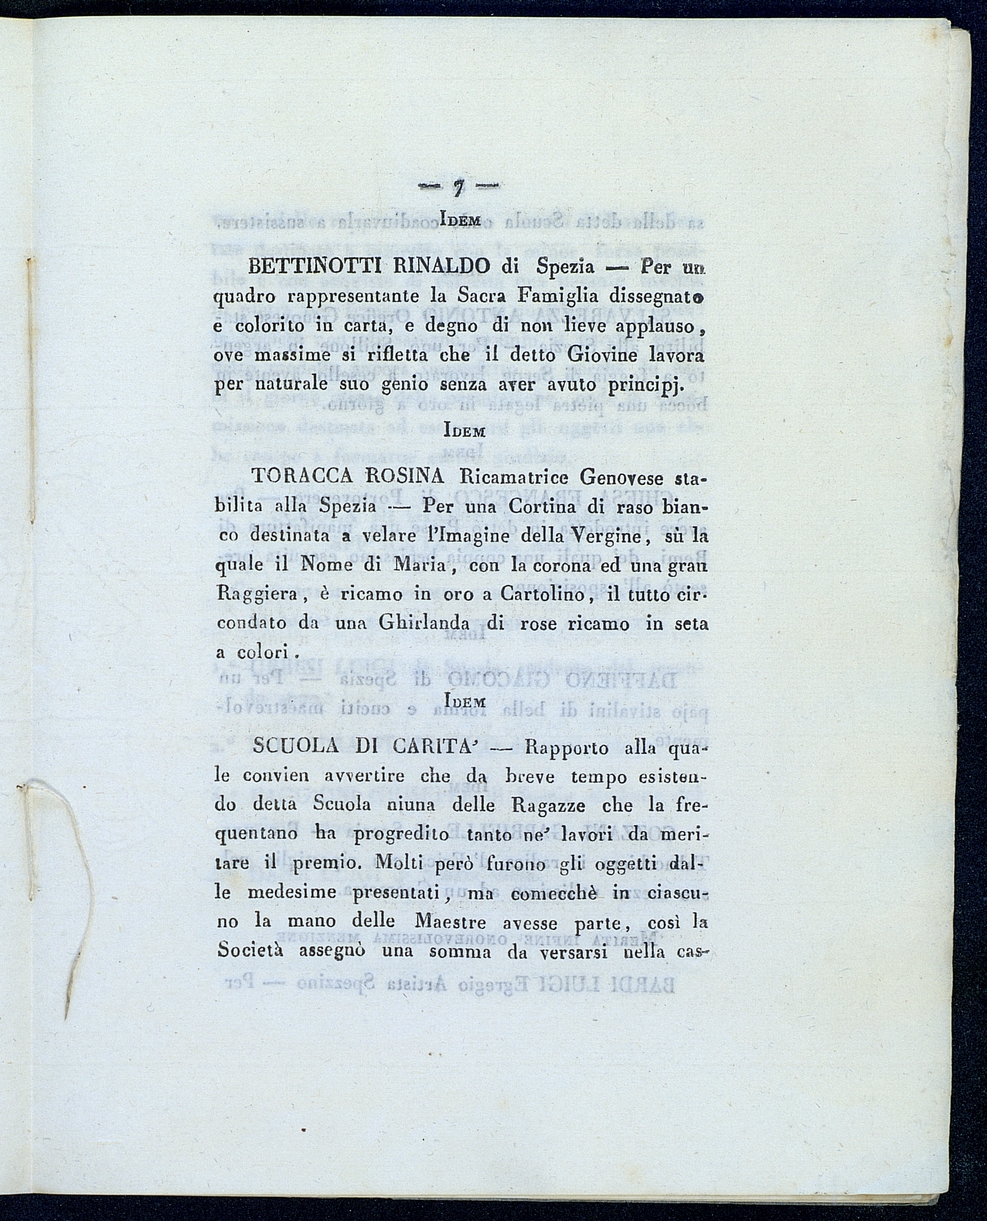 — 7 —
IDEM
BETTINOTTI RINALDO di Spezia — Per un
quadro rappresentante la Sacra Famiglia dissegnato
e colorito in carta, e degno di non lieve applauso,
ove massime si rifletta che il detto Giovine lavora
per naturale suo genio senza aver avuto principj.
IDEM
TORACCA ROSINA Ricamatrice Genovese sta-
bilita alla Spezia — Per una Cortina di raso bian-
co destinata a velare l'Imagine della Vergine, sù la
quale il Nome di Maria, con la corona ed una gran
Raggiera, è ricamo in oro a Cartolino, il tutto cir-
condato da una Ghirlanda di rose ricamo in seta
a colori.
IDEM
SCUOLA DI CARITA' — Rapporto alla qua-
le convien avvertire che da breve tempo esisten-
do detta Scuola niuna delle Ragazze che la fre-
quentano ha progredito tanto ne' lavori da meri-
tare il premio. Molti però furono gli oggetti dal-
le medesime presentati, ma comecchè in ciascu-
no la mano delle Maestre avesse parte, così la
Società assegnò una somma da versarsi nella cas-